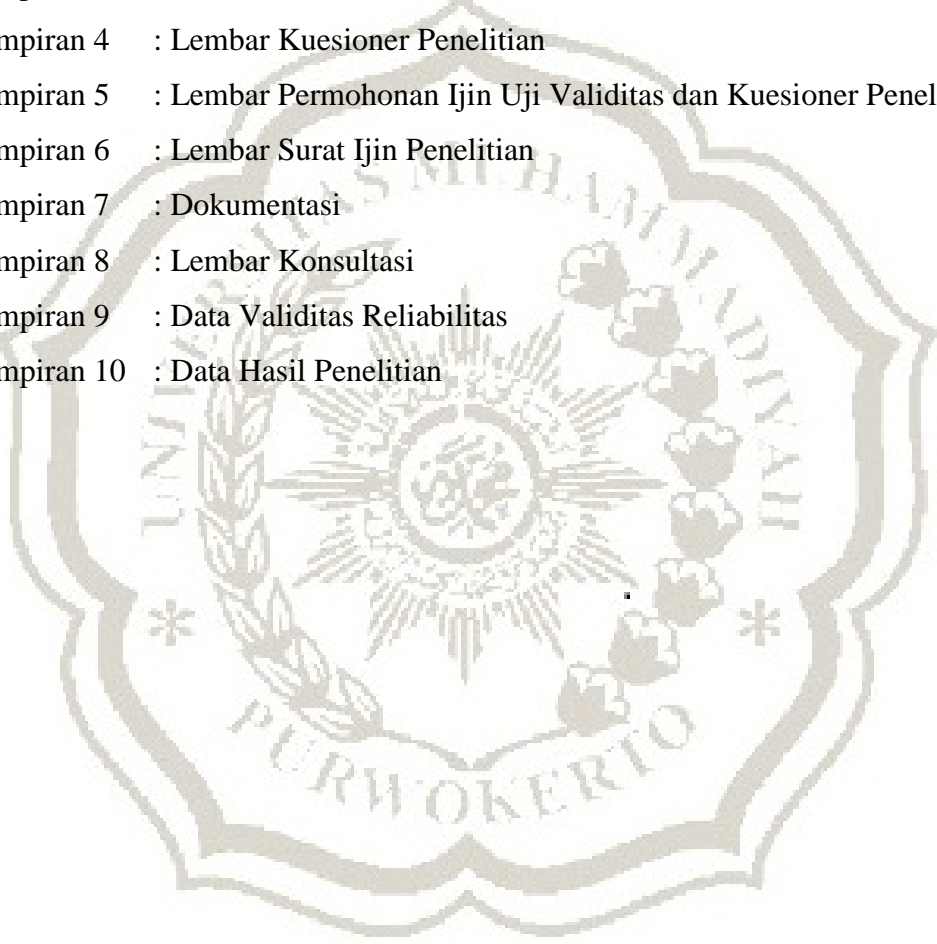 mpiran 4 : Lembar Kuesioner Penelitian
mpiran 5 : Lembar Permohonan Ijin Uji Validitas dan Kuesioner Penel
mpiran 6 : Lembar Surat Ijin Penelitian
mpiran 7 : Dokumentasi
mpiran 8 : Lembar Konsultasi
mpiran 9 : Data Validitas Reliabilitas
mpiran 10 : Data Hasil Penelitian
UNIVERSITAS MUHAMMADIYAH
PURWOKERTO